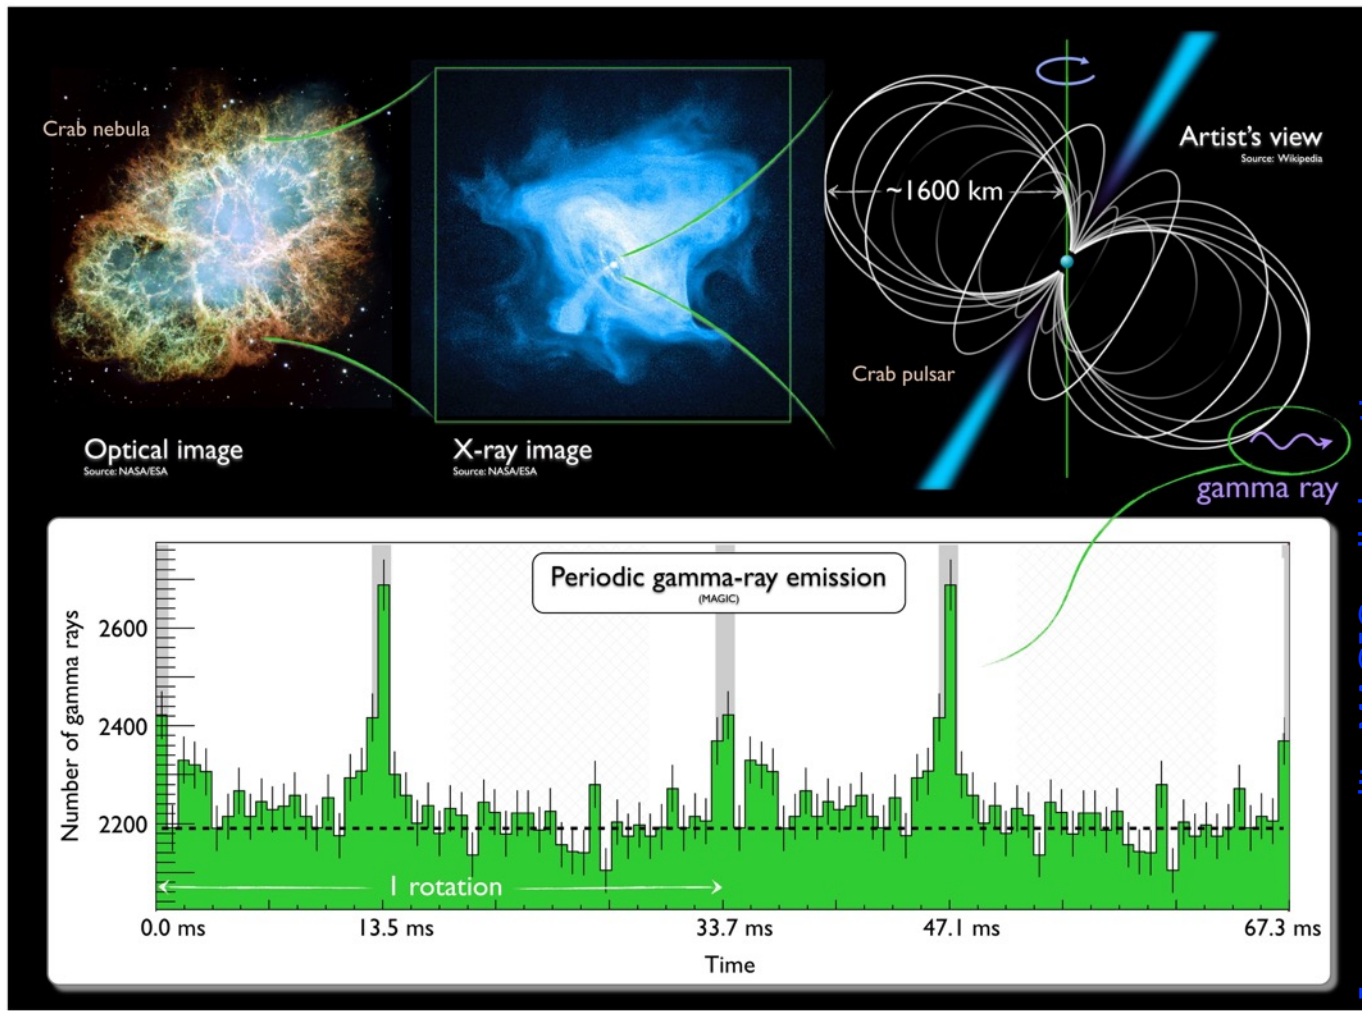 Crab nebula
Optical image
Source: NASA/ESA
X-ray image
Source: NASA/ESA
Artist's view
Source: Wikipedia
~1600 km
Crab pulsar
gamma ray
Periodic gamma-ray emission
(MAGIC)
Number of gamma rays
2600
2400
2200
1 rotation
0.0 ms
13.5 ms
33.7 ms
47.1 ms
67.3 ms
Time